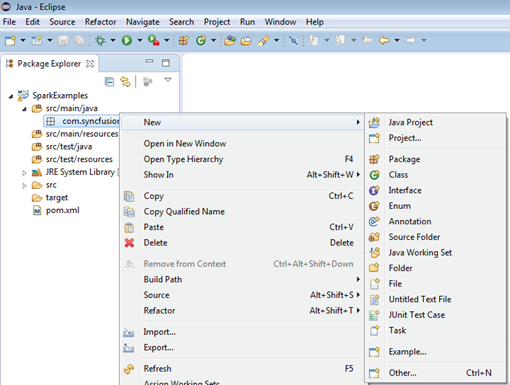 Java - Eclipse
File Edit Source Refactor Navigate Search Project Run Window Help
Package Explorer
SparkExamples
src/main/java
com.syncfusion
src/main/resources
src/test/java
src/test/resources
JRE System Library [
src
target
pom.xml
New
Open in New Window
Open Type Hierarchy F4
Show In Alt+Shift+W
Copy Ctrl+C
Copy Qualified Name
Paste Ctrl+V
Delete Delete
Remove from Context Ctrl+Alt+Shift+Down
Build Path
Source Alt+Shift+S
Refactor Alt+Shift+T
Import...
Export...
Refresh F5
Assign Working Sets
Java Project
Project...
Package
Class
Interface
Enum
Annotation
Source Folder
Java Working Set
Folder
File
Untitled Text File
JUnit Test Case
Task
Example...
Other... Ctrl+N